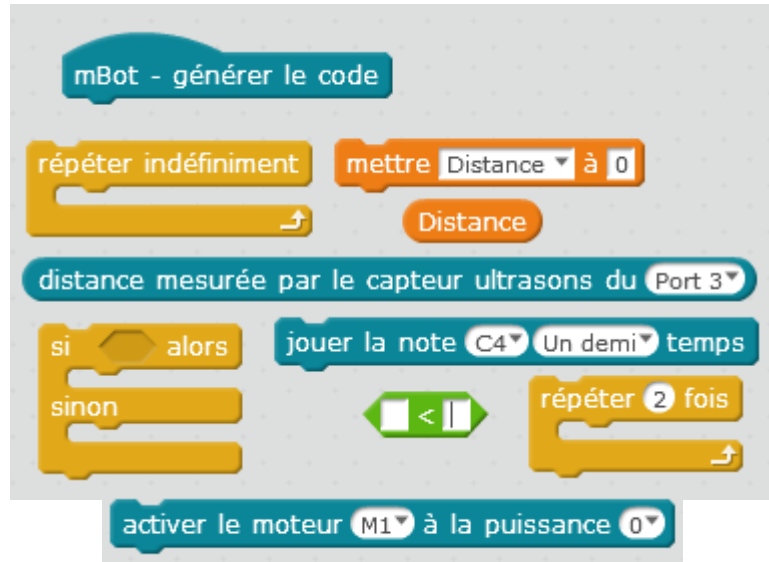 mBot - générer le code
répéter indéfiniment
mettre Distance à 0
Distance
distance mesurée par le capteur ultrasons du Port 3
si alors
jouer la note C4 Un demi temps
sinon
<
répéter 2 fois
activer le moteur M1 à la puissance 0